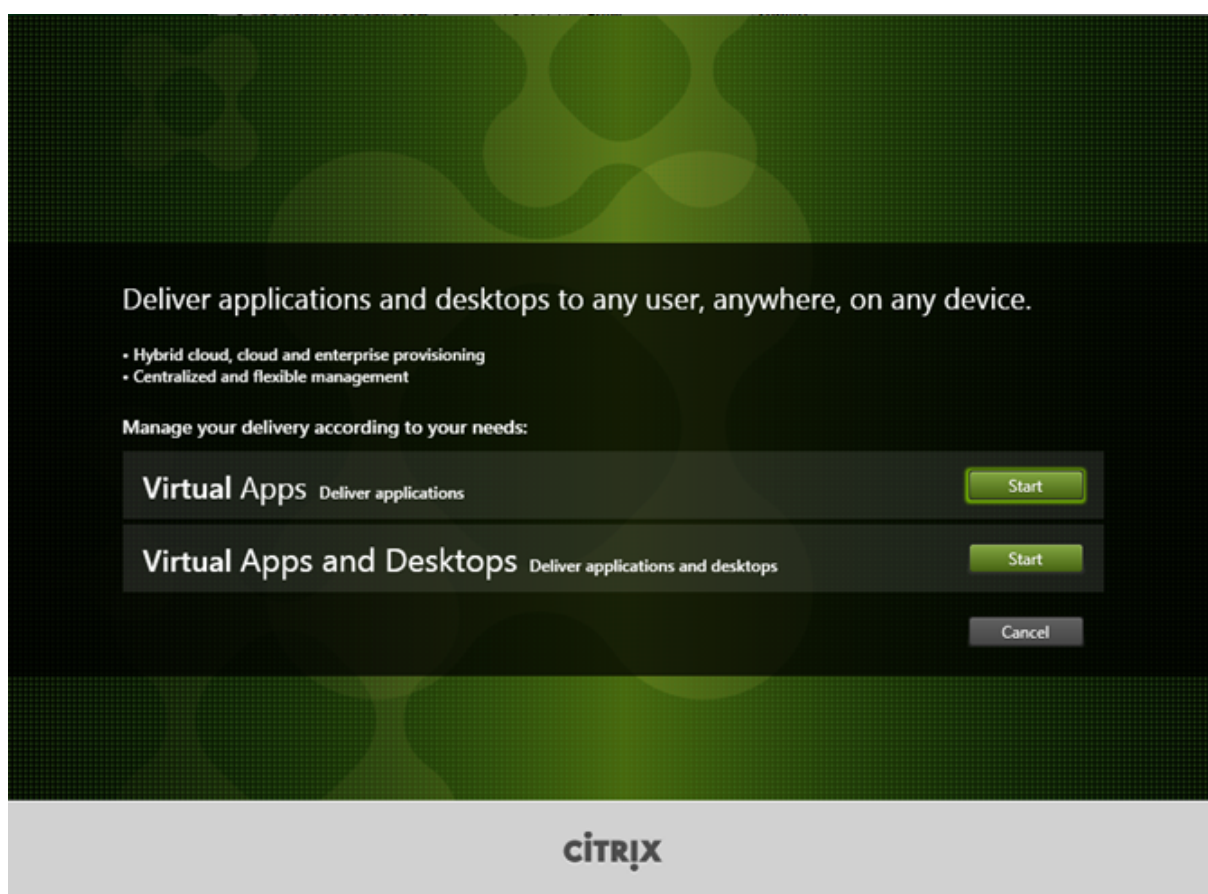 Deliver applications and desktops to any user, anywhere, on any device.
• Hybrid cloud, cloud and enterprise provisioning
• Centralized and flexible management
Manage your delivery according to your needs:
Virtual Apps Deliver applications
Start
Virtual Apps and Desktops Deliver applications and desktops
Start
Cancel
CITRIX